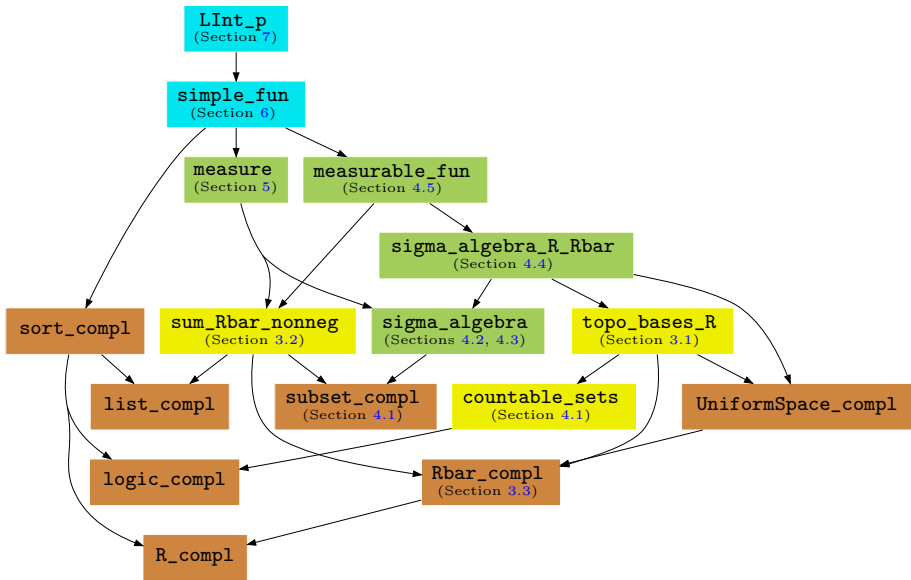 LInt_p
(Section 7)
simple_fun
(Section 6)
measure
(Section 5)
measurable_fun
(Section 4.5)
sigma_algebra_R_Rbar
(Section 4.4)
sort_compl
sum_Rbar_nonneg
(Section 3.2)
sigma_algebra
(Sections 4.2, 4.3)
topo_bases_R
(Section 3.1)
list_compl
subset_compl
(Section 4.1)
countable_sets
(Section 4.1)
UniformSpace_compl
logic_compl
Rbar_compl
(Section 3.3)
R_compl